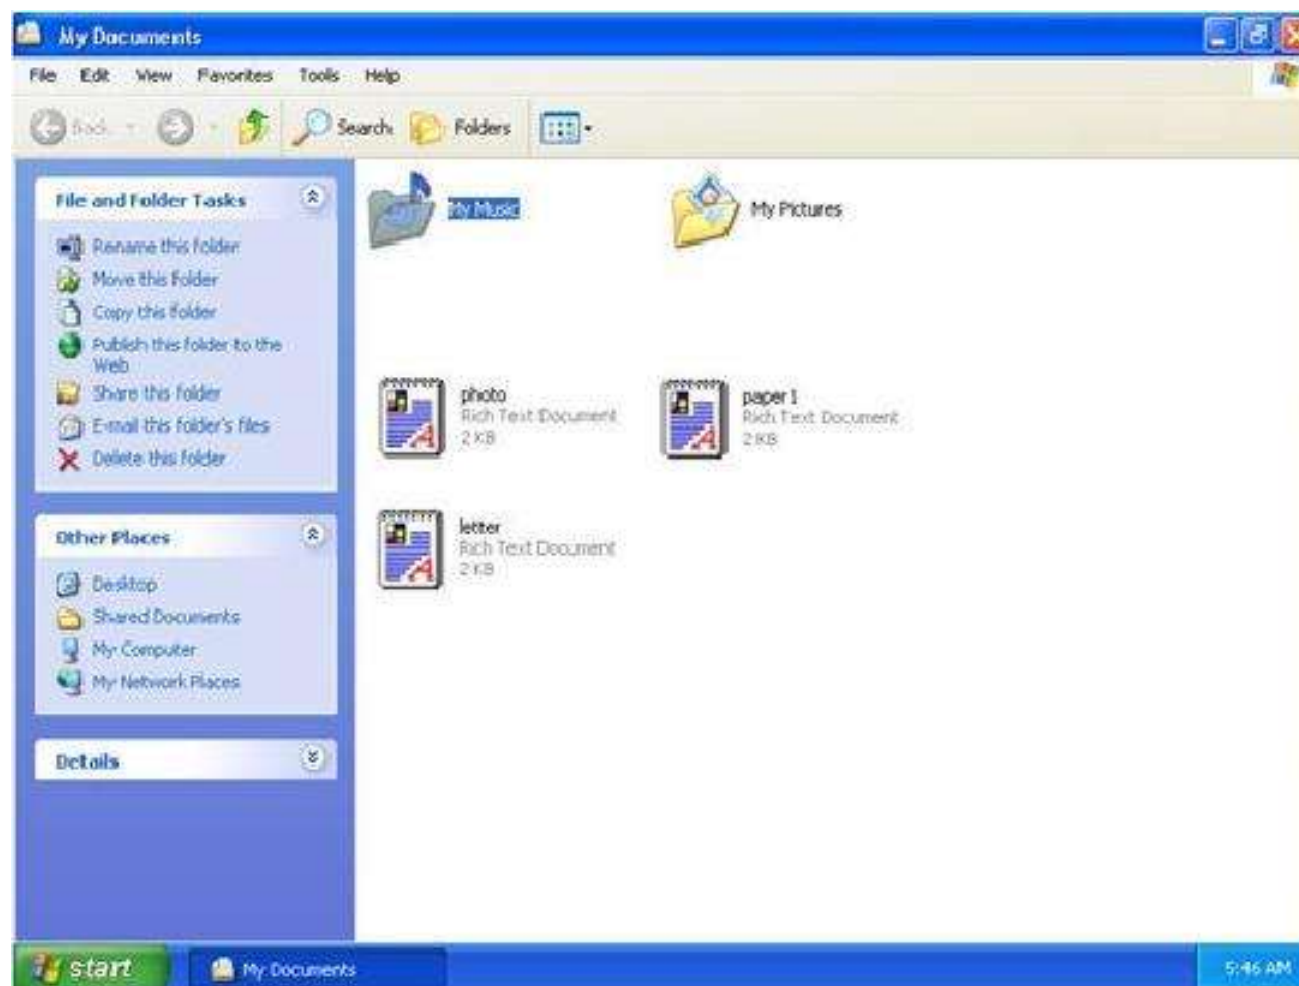 My Documents
File Edit View Favorites Tools Help
Back Search Folders
File and Folder Tasks
Rename this folder
Move this folder
Copy this folder
Publish this folder to the
Web
Share this folder
E-mail this folder's files
Delete this folder
Other Places
Desktop
Shared Documents
My Computer
My Network Places
Details
My Music
My Pictures
photo
Rich Text Document
2 KB
paper 1
Rich Text Document
2 KB
letter
Rich Text Document
2 KB
start
My Documents
5:46 AM